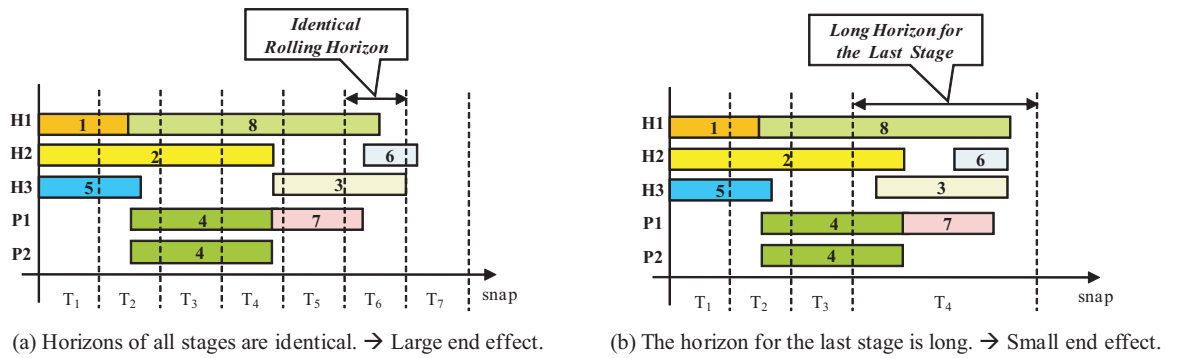 Identical
Rolling Horizon
H1 1 8
H2 2 6
H3 5 3
P1 4 7
P2 4
T1 T2 T3 T4 T5 T6 T7 snap
(a) Horizons of all stages are identical. → Large end effect.
Long Horizon for
the Last Stage
H1 1 8
H2 2 6
H3 5 3
P1 4 7
P2 4
T1 T2 T3 T4 snap
(b) The horizon for the last stage is long. → Small end effect.